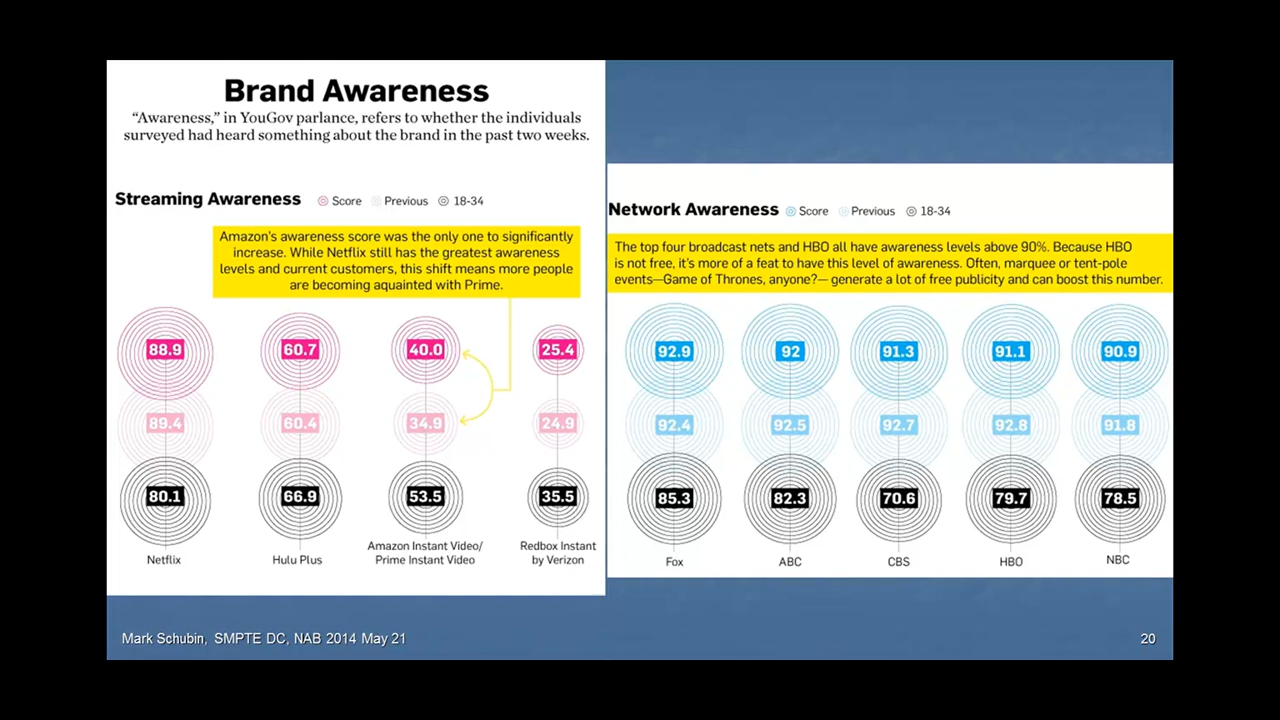 Brand Awareness
“Awareness,” in YouGov parlance, refers to whether the individuals
surveyed had heard something about the brand in the past two weeks.
Streaming Awareness Score Previous 18-34
Amazon’s awareness score was the only one to significantly
increase. While Netflix still has the greatest awareness
levels and current customers, this shift means more people
are becoming aquainted with Prime.
88.9 60.7 40.0 25.4
89.4 60.4 34.9 24.9
80.1 66.9 53.5 35.5
Netflix
Hulu Plus
Amazon Instant Video/
Prime Instant Video
Redbox Instant
by Verizon
Network Awareness Score Previous 18-34
The top four broadcast nets and HBO all have awareness levels above 90%. Because HBO
is not free, it’s more of a feat to have this level of awareness. Often, marquee or tent-pole
events—Game of Thrones, anyone?— generate a lot of free publicity and can boost this number.
92.9 92 91.3 91.1 90.9
92.4 92.5 92.7 92.8 91.8
85.3 82.3 70.6 79.7 78.5
Fox ABC CBS HBO NBC
Mark Schubin, SMPTE DC, NAB 2014 May 21
20